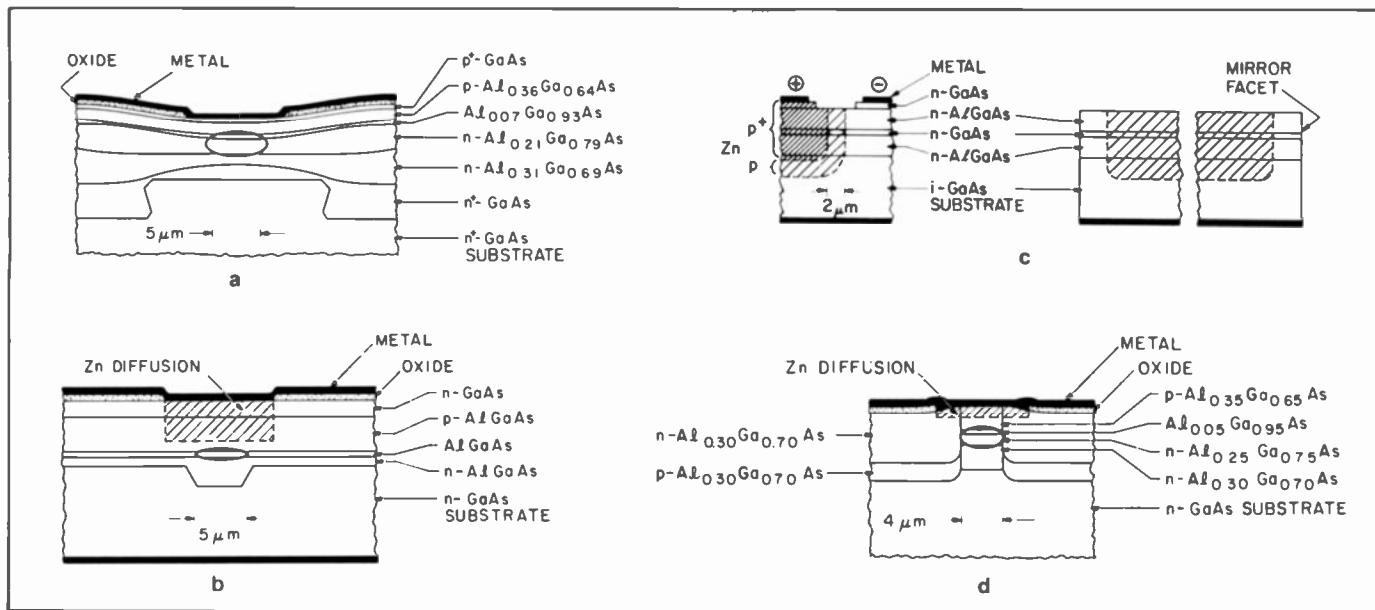 OXIDE
METAL
p⁺-GaAs
p-Al0.36Ga0.64As
Al0.07Ga0.93As
n-Al0.21Ga0.79As
n-Al0.31Ga0.69As
n⁺-GaAs
n⁺-GaAs
SUBSTRATE
5 μm
a
METAL
n-GaAs
n-AlGaAs
n-GaAs
n-AlGaAs
i-GaAs
SUBSTRATE
⊕
⊖
p⁺
Zn
p
2 μm
MIRROR
FACET
c
Zn DIFFUSION
METAL
OXIDE
n-GaAs
p-AlGaAs
AlGaAs
n-AlGaAs
n-GaAs
SUBSTRATE
5 μm
b
Zn DIFFUSION
METAL
OXIDE
p-Al0.35Ga0.65As
Al0.05Ga0.95As
n-Al0.25Ga0.75As
n-Al0.30Ga0.70As
n-GaAs SUBSTRATE
n-Al0.30Ga0.70As
p-Al0.30Ga0.70As
4 μm
d